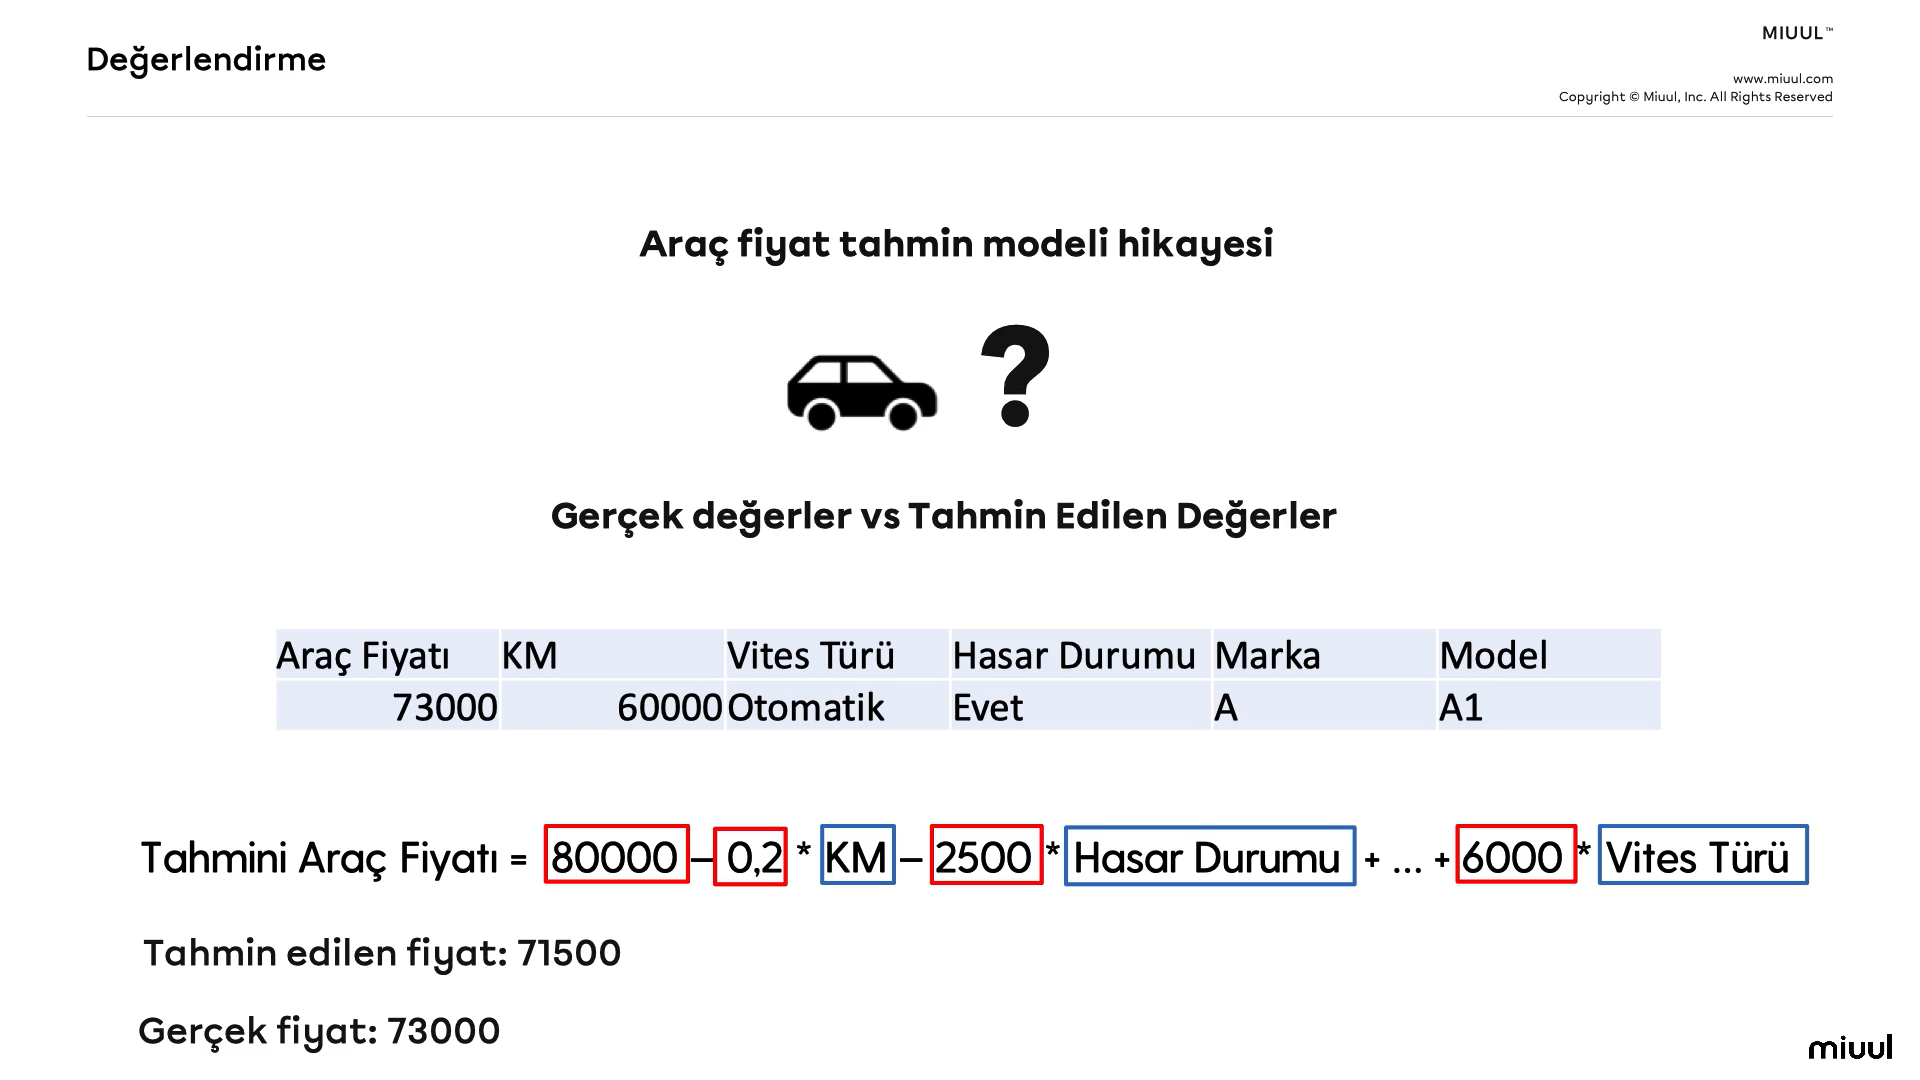 Değerlendirme
MIUUL™
www.miuul.com
Copyright © Miuul, Inc. All Rights Reserved
Araç fiyat tahmin modeli hikayesi
?
Gerçek değerler vs Tahmin Edilen Değerler
Araç Fiyatı KM Vites Türü Hasar Durumu Marka Model
73000 60000 Otomatik Evet A A1
Tahmini Araç Fiyatı = 80000 – 0,2 * KM – 2500 * Hasar Durumu + ... + 6000 * Vites Türü
Tahmin edilen fiyat: 71500
Gerçek fiyat: 73000
miuul